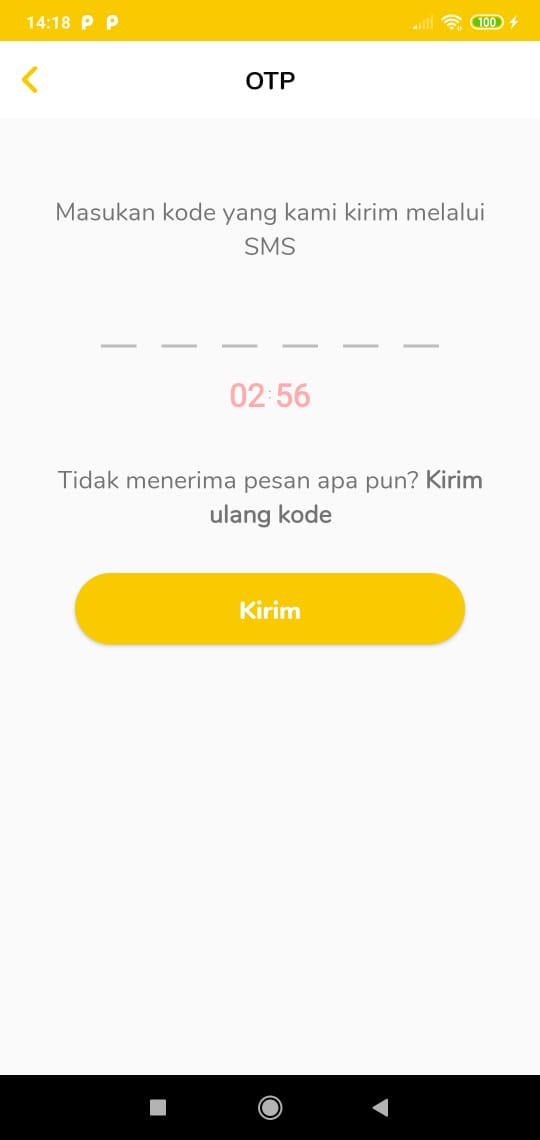 14:18 P P 100
OTP
Masukan kode yang kami kirim melalui
SMS
02:56
Tidak menerima pesan apa pun? Kirim
ulang kode
Kirim